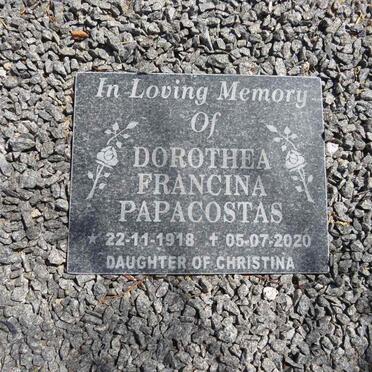 In Loving Memory
Of
DOROTHEA
FRANCINA
PAPACOSTAS
★ 22-11-1918 ✝ 05-07-2020
DAUGHTER OF CHRISTINA